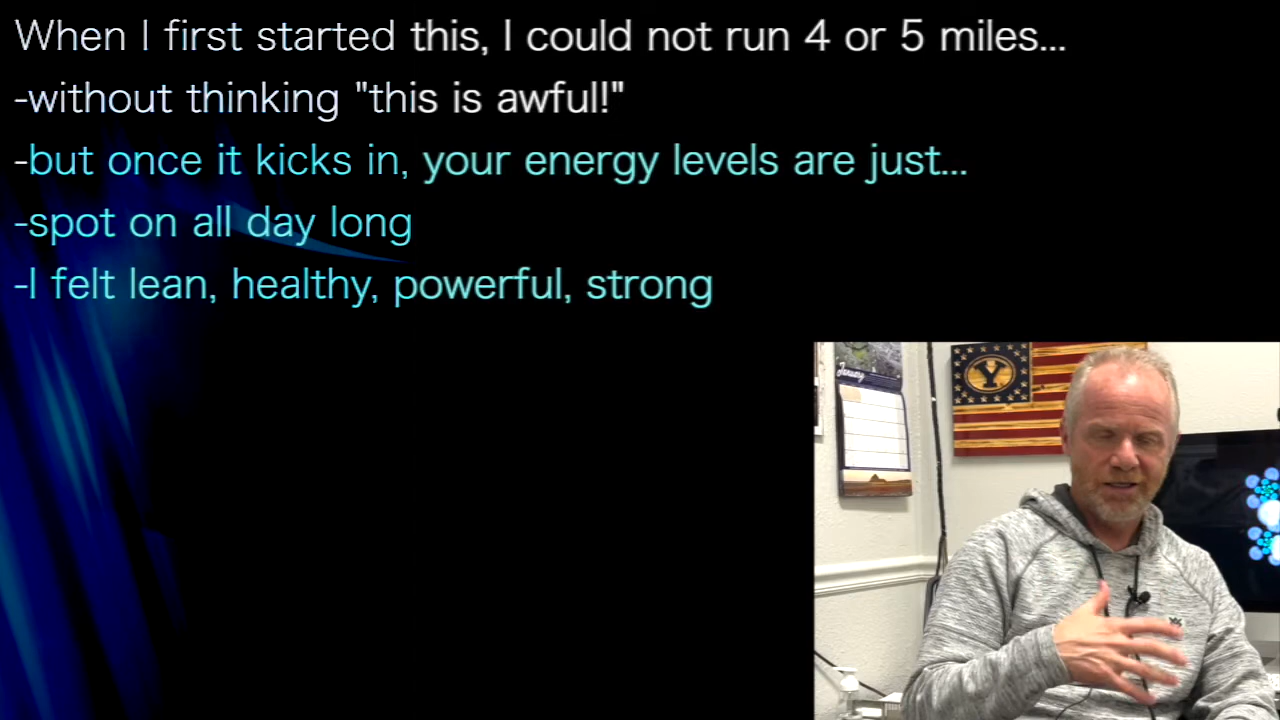 When I first started this, I could not run 4 or 5 miles...
-without thinking "this is awful!"
-but once it kicks in, your energy levels are just...
-spot on all day long
-I felt lean, healthy, powerful, strong
January
Y